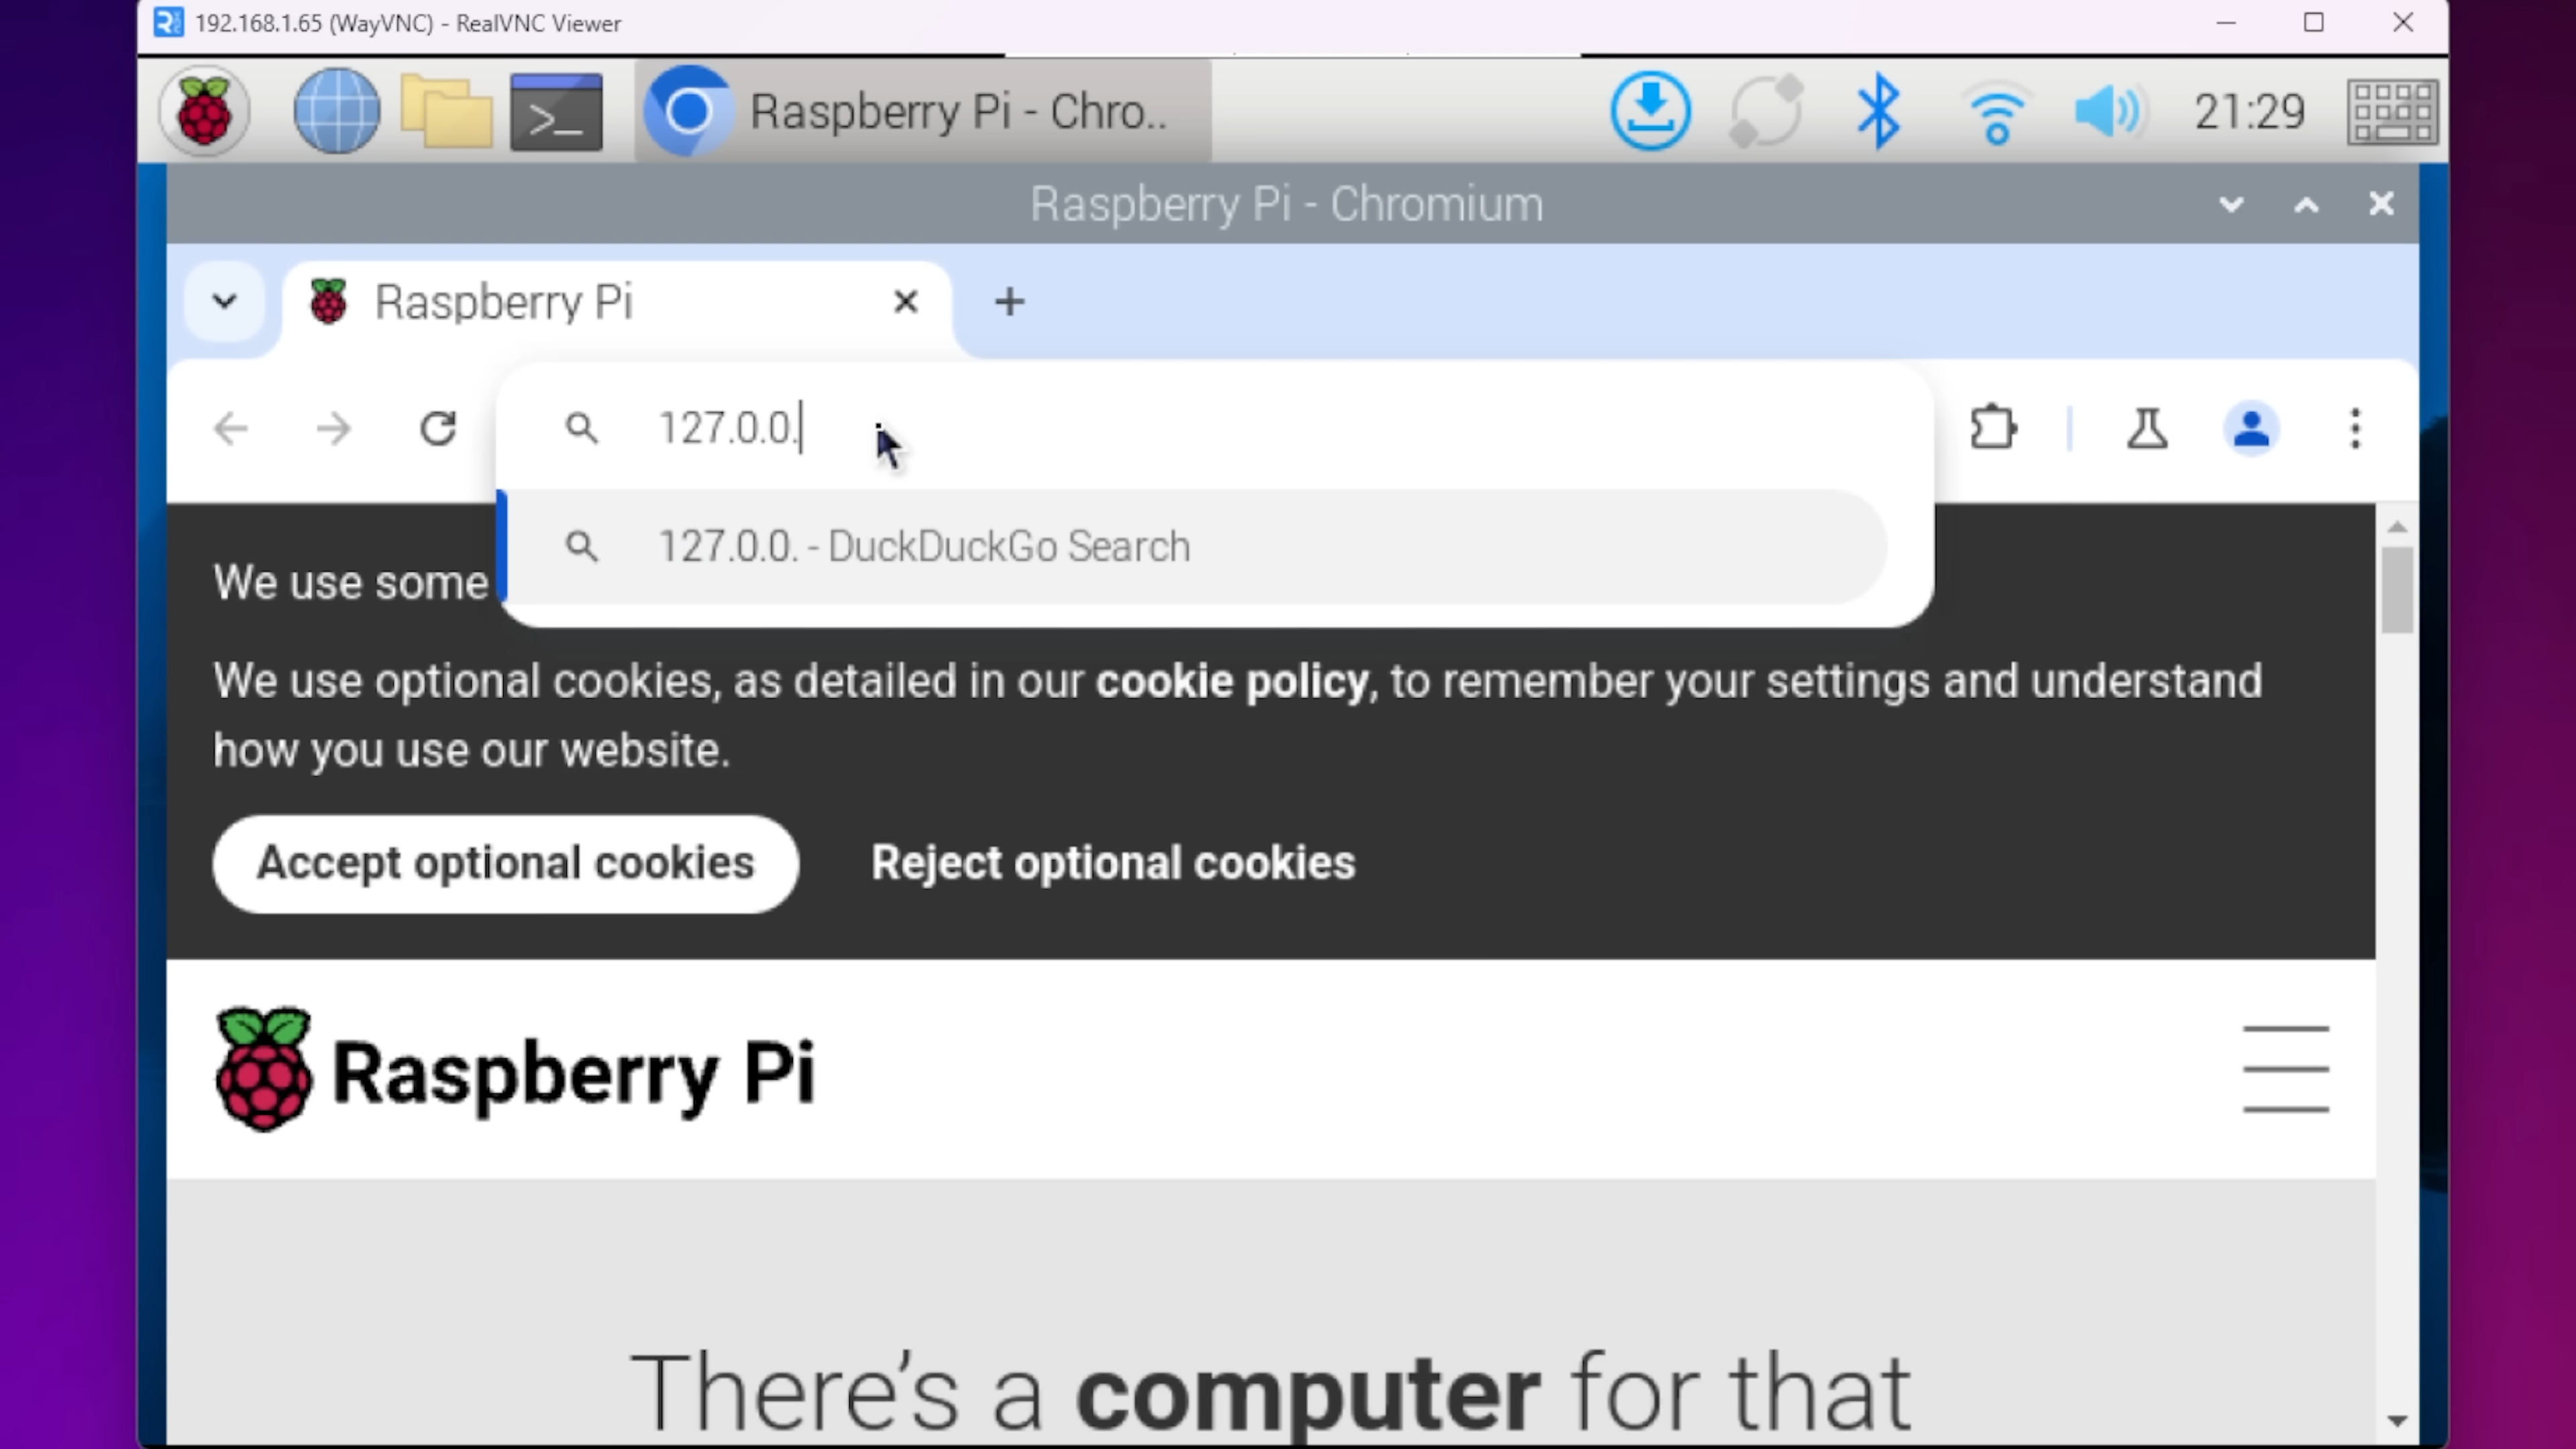 192.168.1.65 (WayVNC) - RealVNC Viewer
Raspberry Pi - Chro..
21:29
Raspberry Pi - Chromium
Raspberry Pi
127.0.0.
127.0.0. - DuckDuckGo Search
We use some
We use optional cookies, as detailed in our cookie policy, to remember your settings and understand
how you use our website.
Accept optional cookies
Reject optional cookies
Raspberry Pi
There's a computer for that